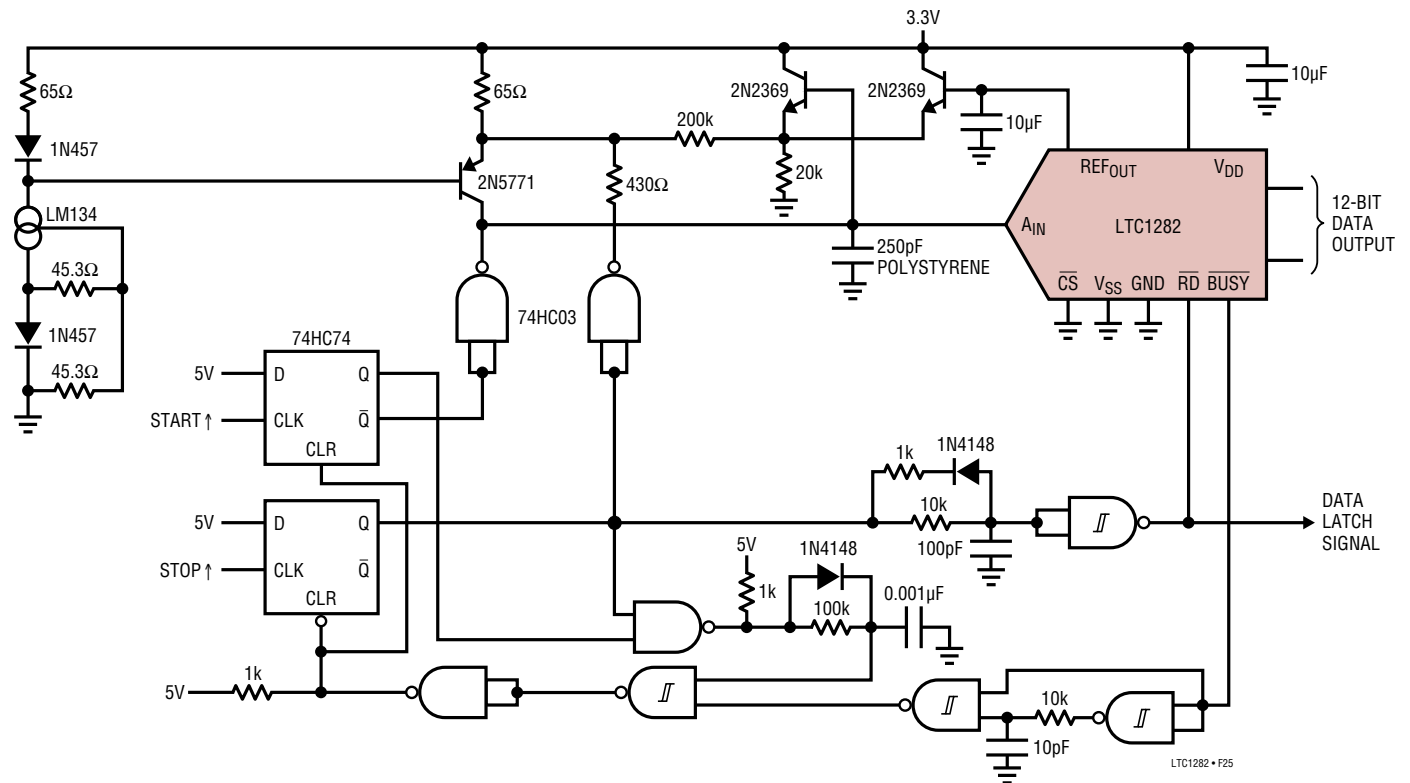 3.3V
65Ω
65Ω
2N2369
2N2369
10µF
1N457
200k
10µF
2N5771
430Ω
20k
REFOUT
VDD
LM134
AIN
LTC1282
12-BIT
DATA
OUTPUT
250pF
POLYSTYRENE
45.3Ω
CS
VSS
GND
RD
BUSY
74HC03
1N457
74HC74
45.3Ω
5V
D
Q
START↑
CLK
Q
CLR
1N4148
1k
5V
D
Q
10k
DATA
LATCH
SIGNAL
100pF
5V
1N4148
STOP↑
CLK
Q
1k
CLR
100k
0.001µF
1k
5V
10k
10pF
LTC1282 • F25